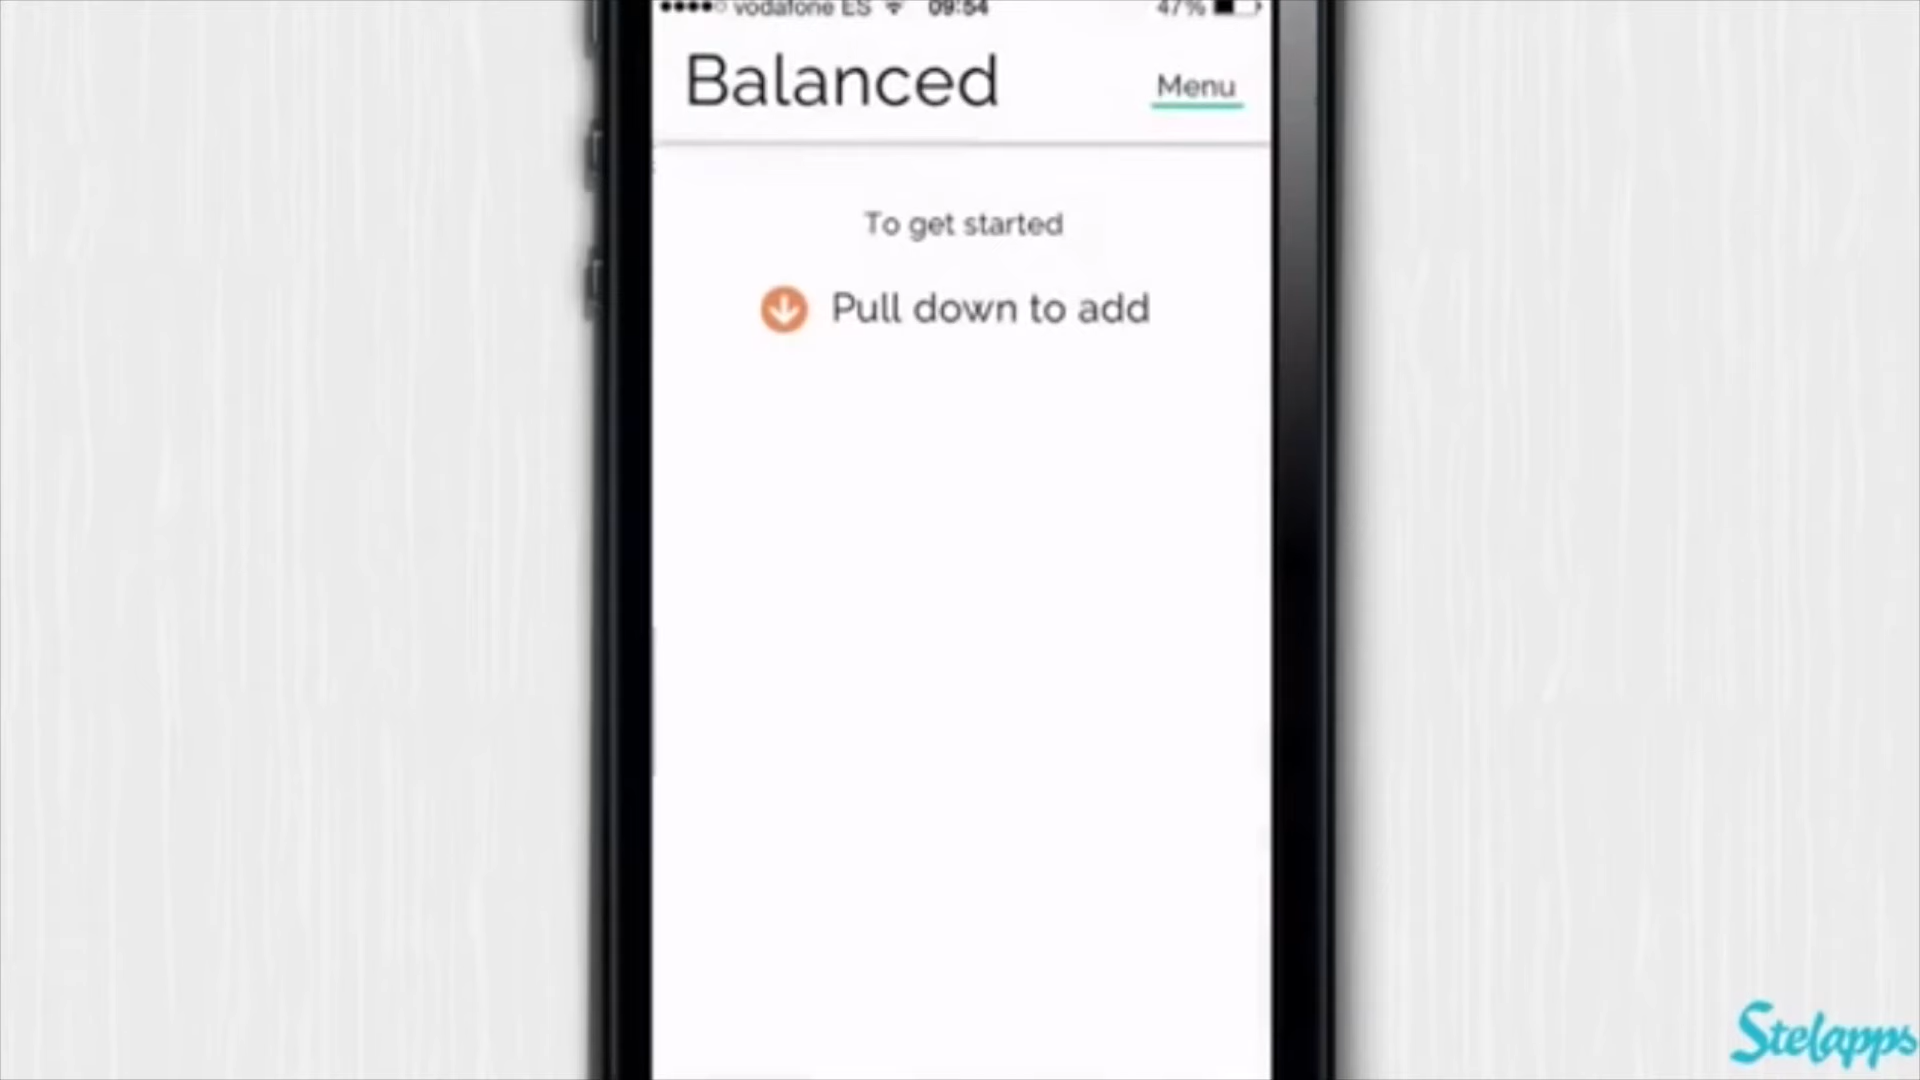 vodafone ES 09:54 47%
Balanced
Menu
To get started
Pull down to add
Stelapps